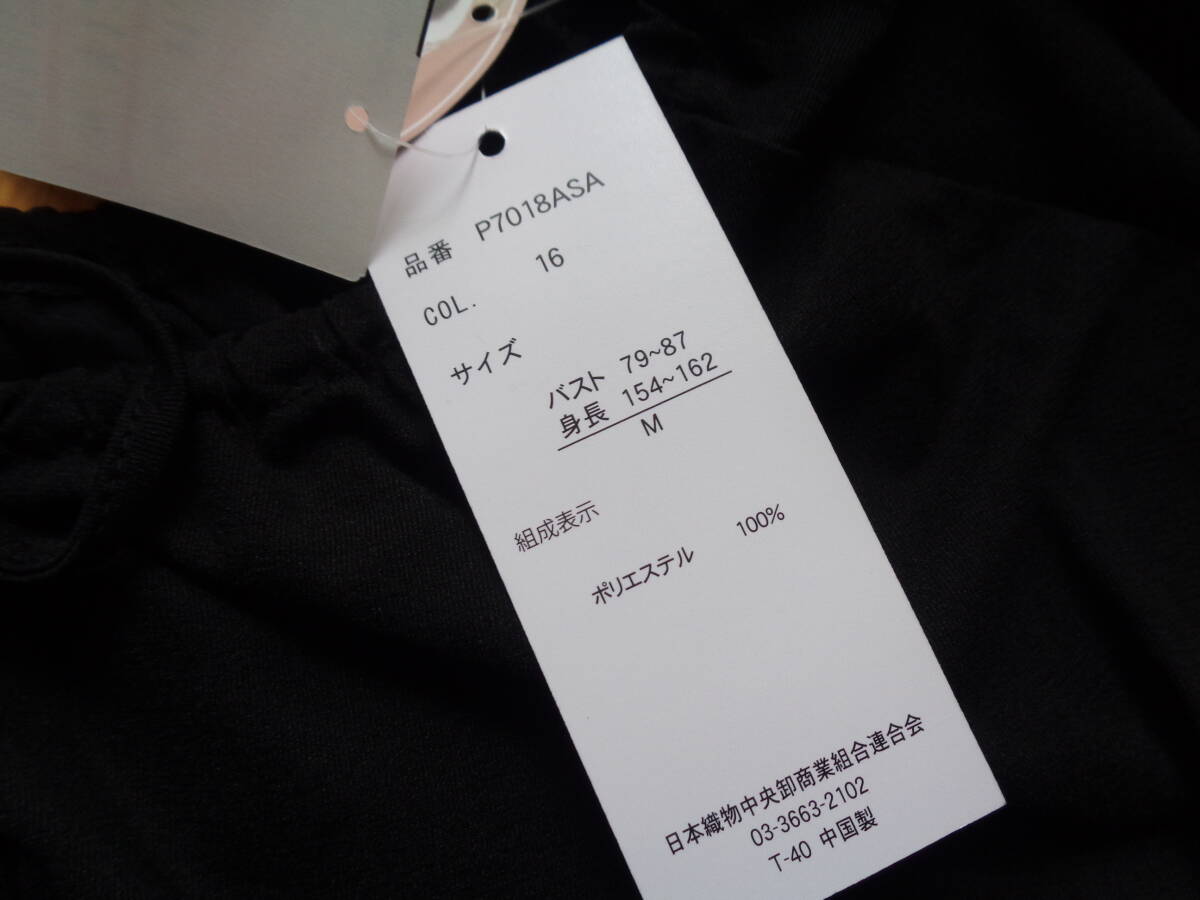 品番 P7018ASA
COL. 16
サイズ
バスト 79~87
身長 154~162
M
組成表示
ポリエステル 100%
日本織物中央卸商業組合連合会
03-3663-2102
T-40 中国製